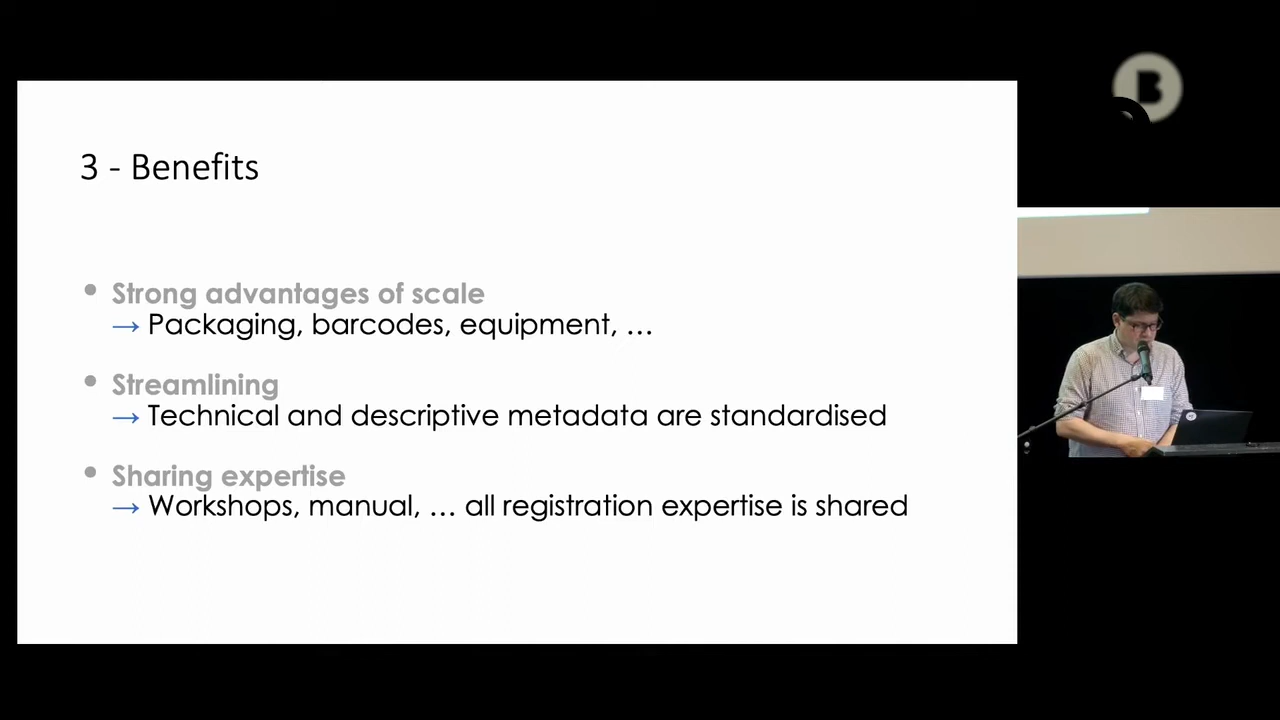 3 - Benefits
• Strong advantages of scale
→ Packaging, barcodes, equipment, …
• Streamlining
→ Technical and descriptive metadata are standardised
• Sharing expertise
→ Workshops, manual, … all registration expertise is shared
B